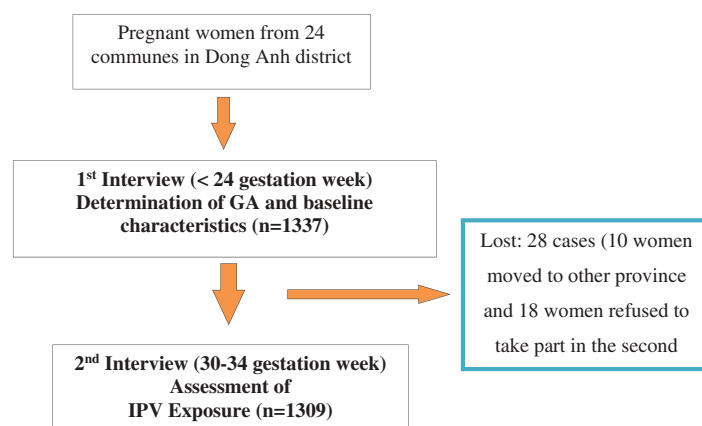 Pregnant women from 24
communes in Dong Anh district
1st Interview (< 24 gestation week)
Determination of GA and baseline
characteristics (n=1337)
Lost: 28 cases (10 women
moved to other province
and 18 women refused to
take part in the second
2nd Interview (30-34 gestation week)
Assessment of
IPV Exposure (n=1309)